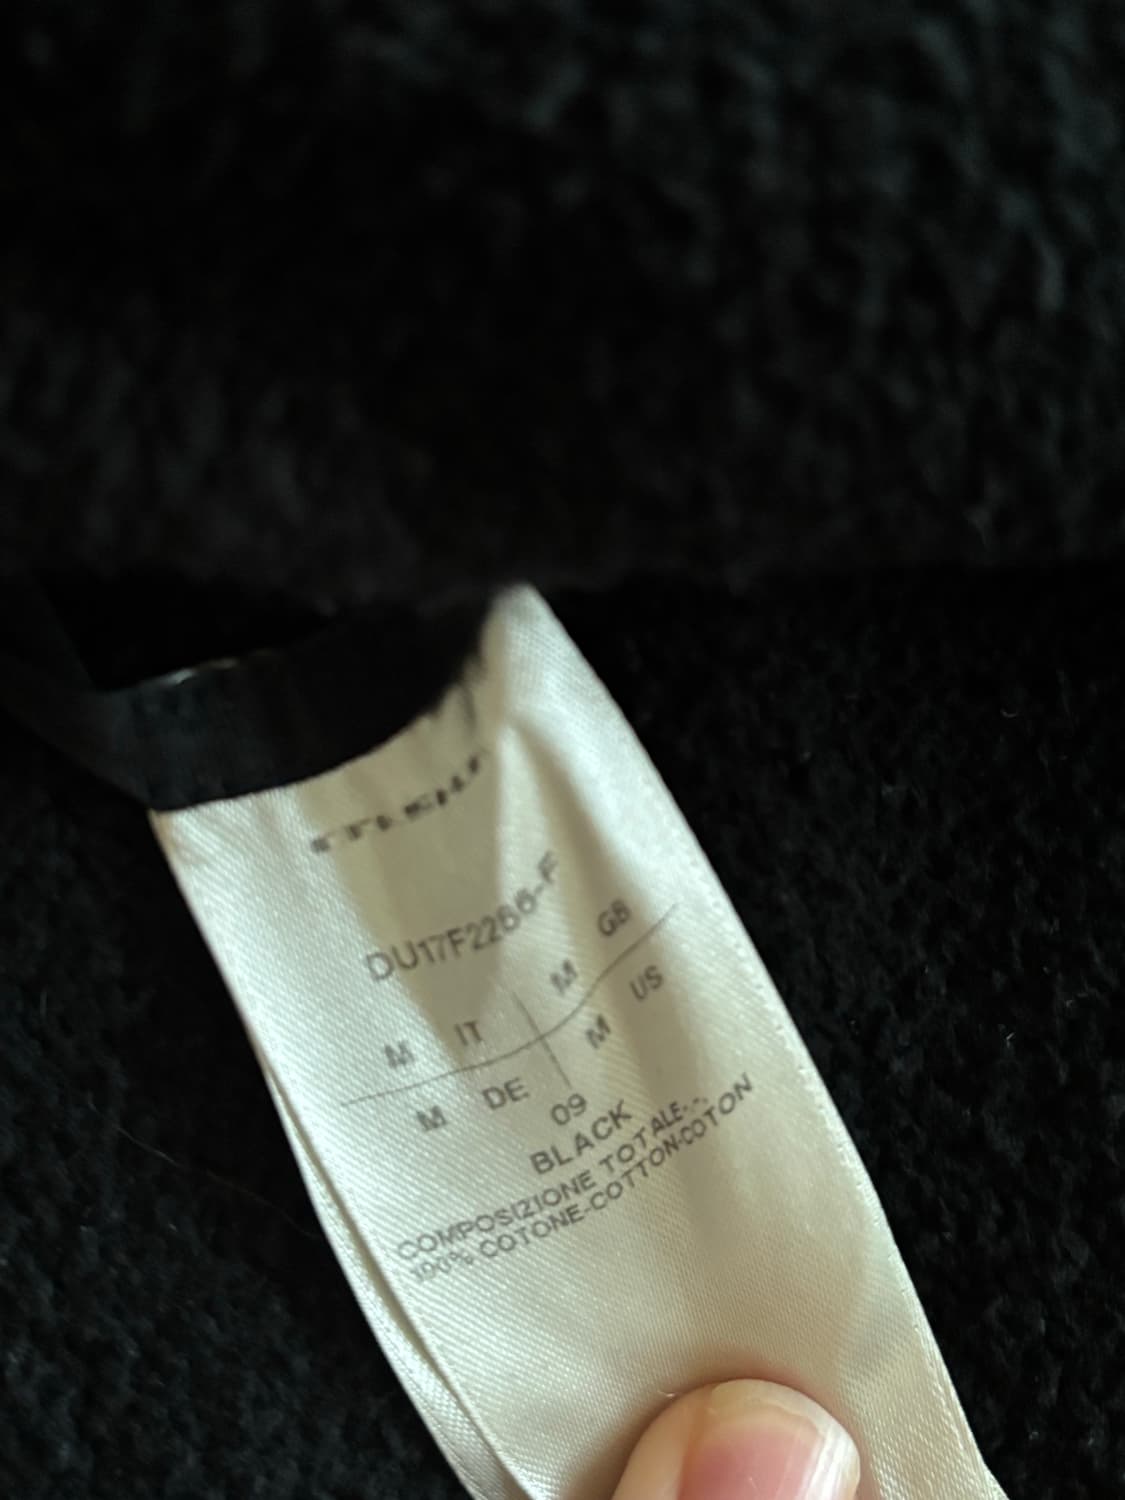 DU17F2266-F
M IT M GB
M DE M US
09
BLACK
COMPOSIZIONE TOTALE--
100% COTONE-COTTON-COTON